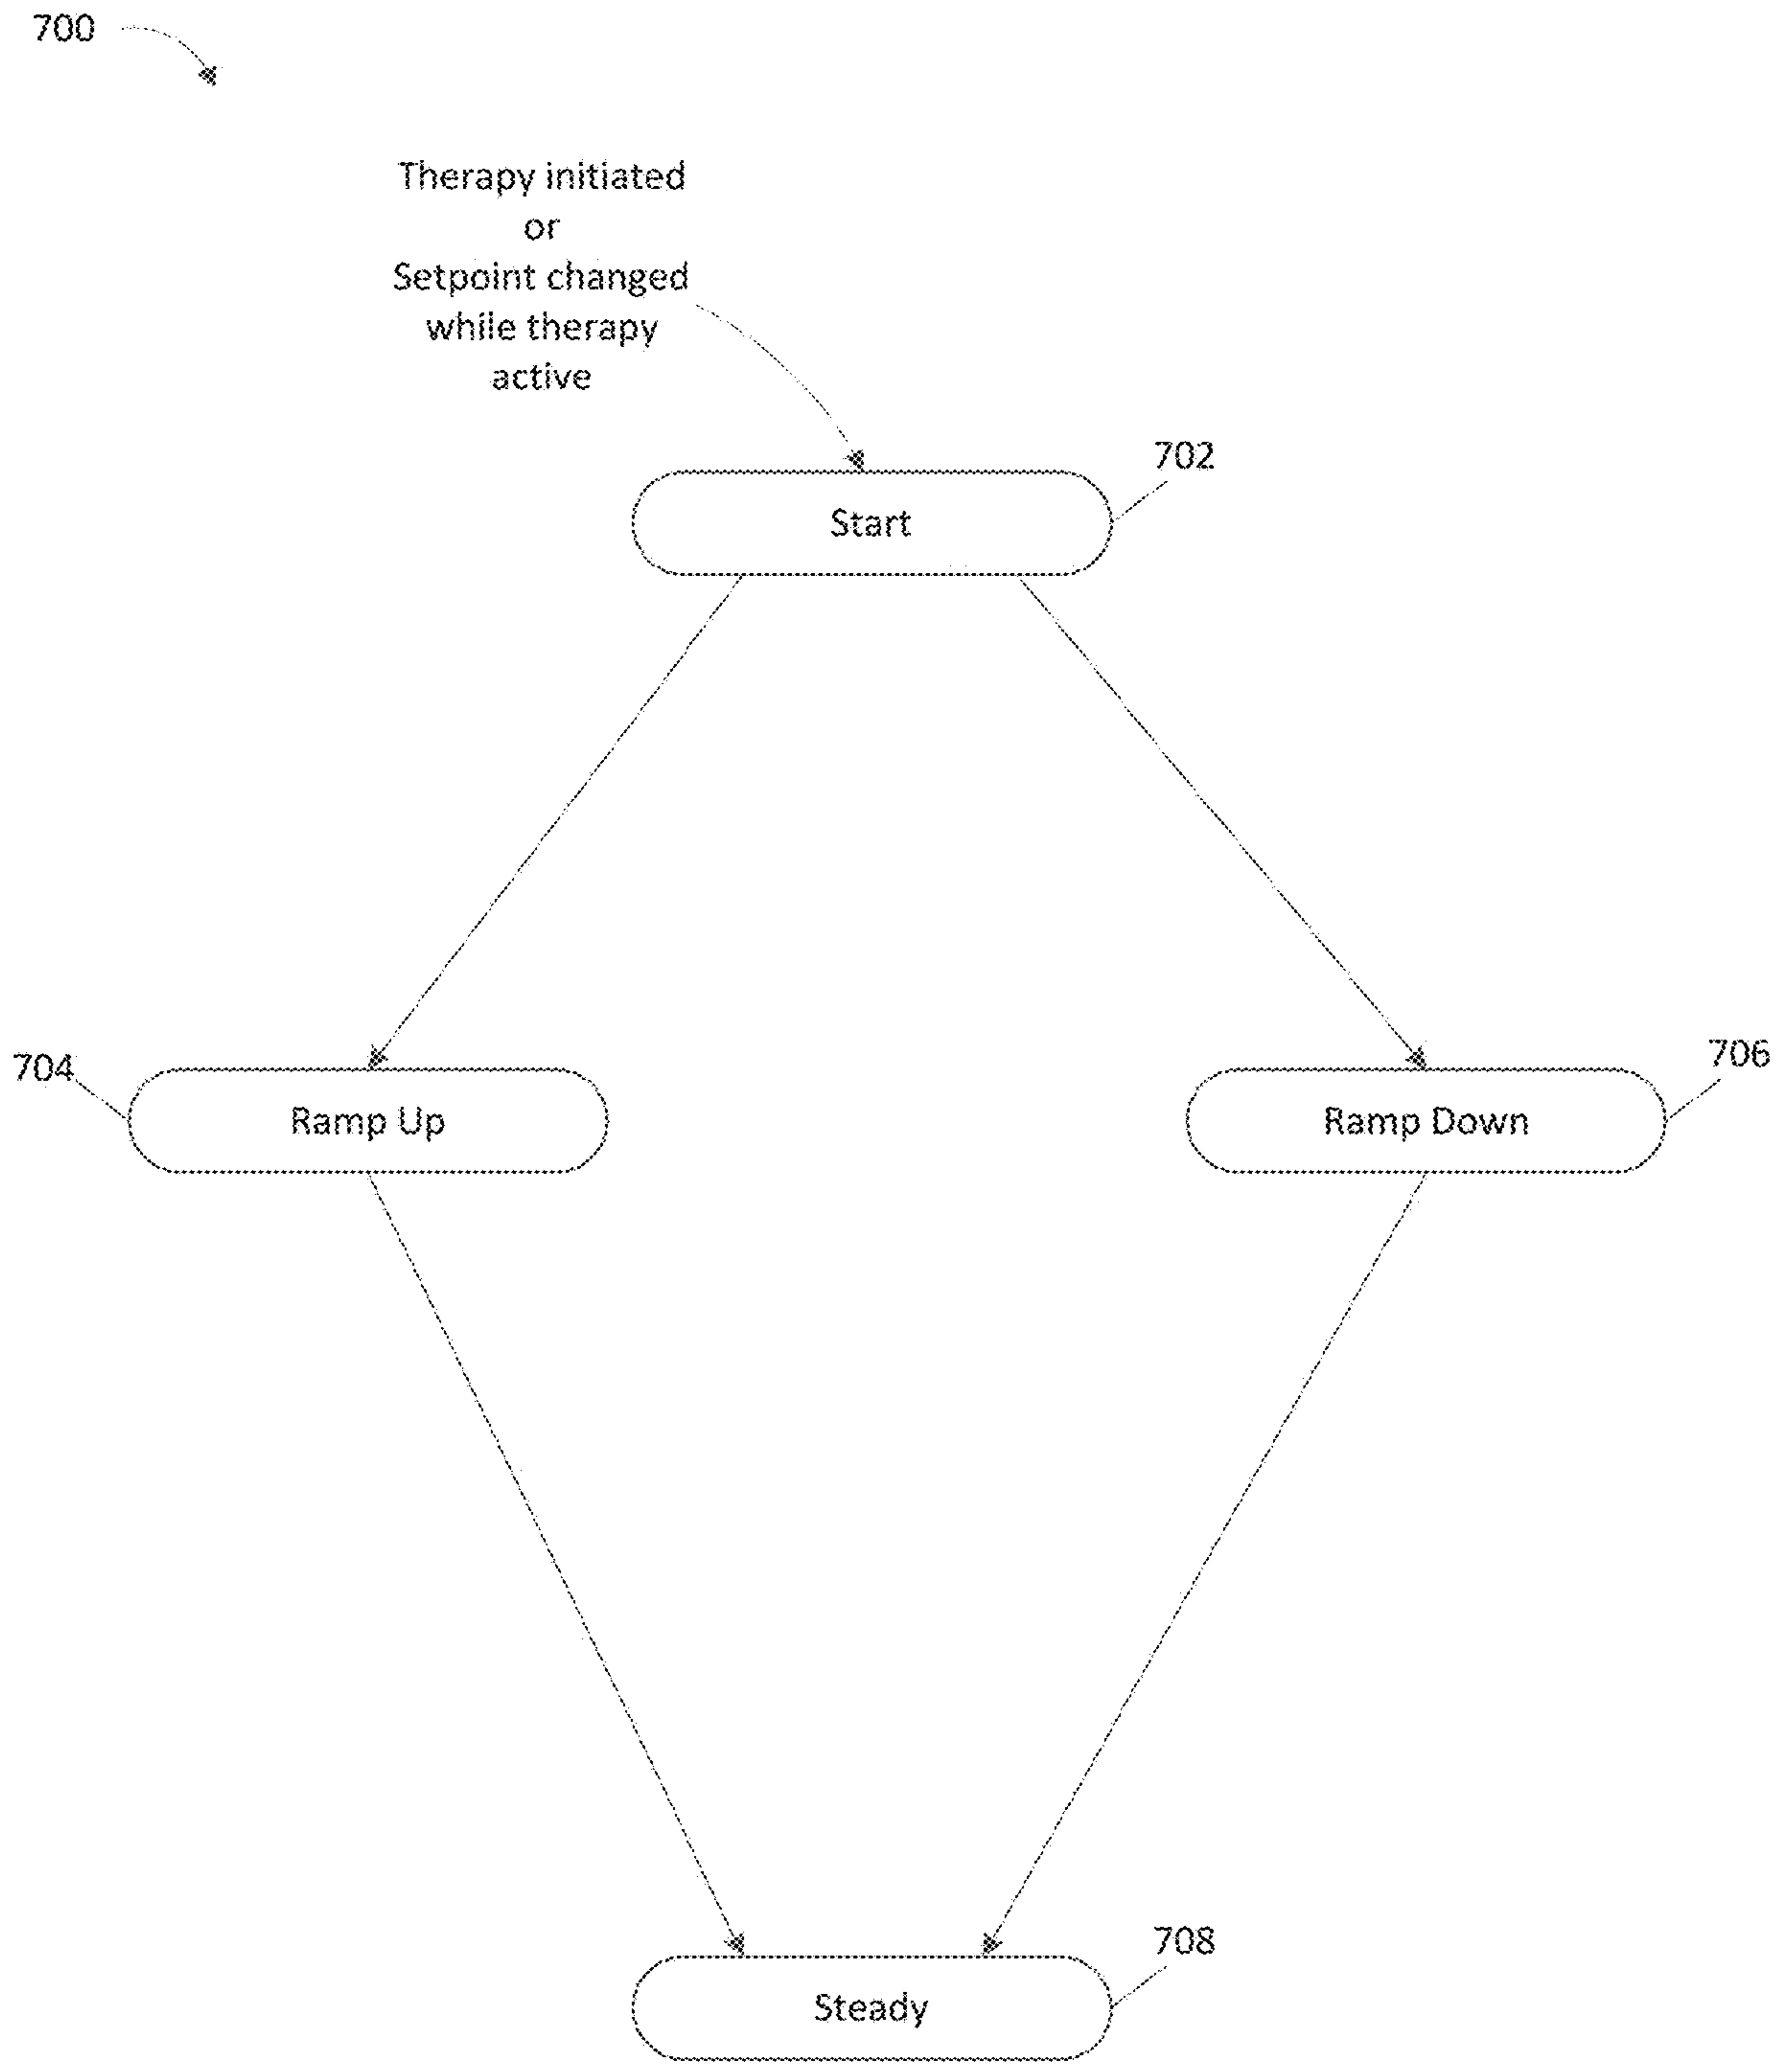 700
Therapy initiated
or
Setpoint changed
while therapy
active
702
Start
704
Ramp Up
706
Ramp Down
708
Steady